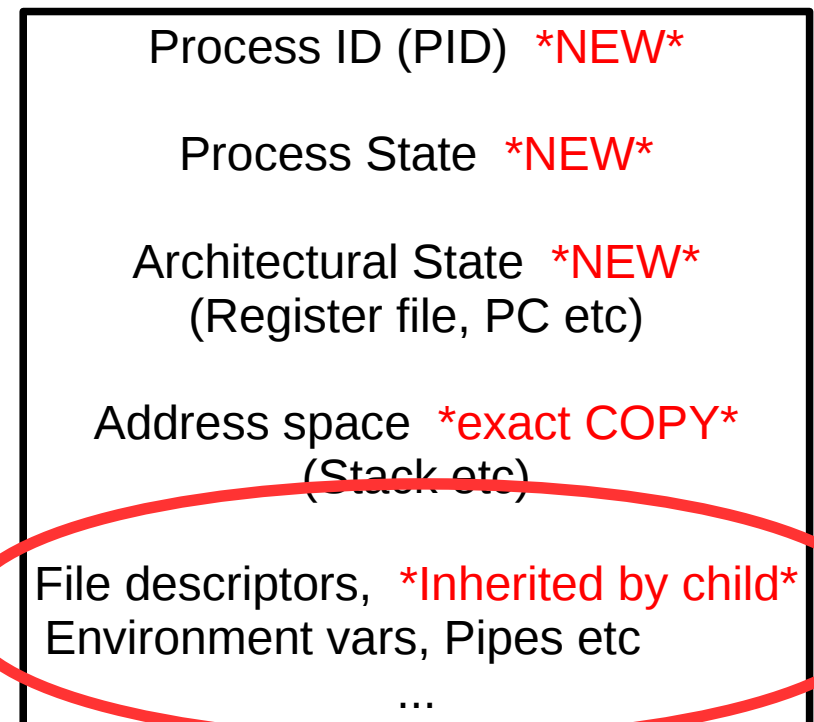 Process ID (PID) *NEW*
Process State *NEW*
Architectural State *NEW*
(Register file, PC etc)
Address space *exact COPY*
(Stack etc)
File descriptors, *Inherited by child*
Environment vars, Pipes etc
...